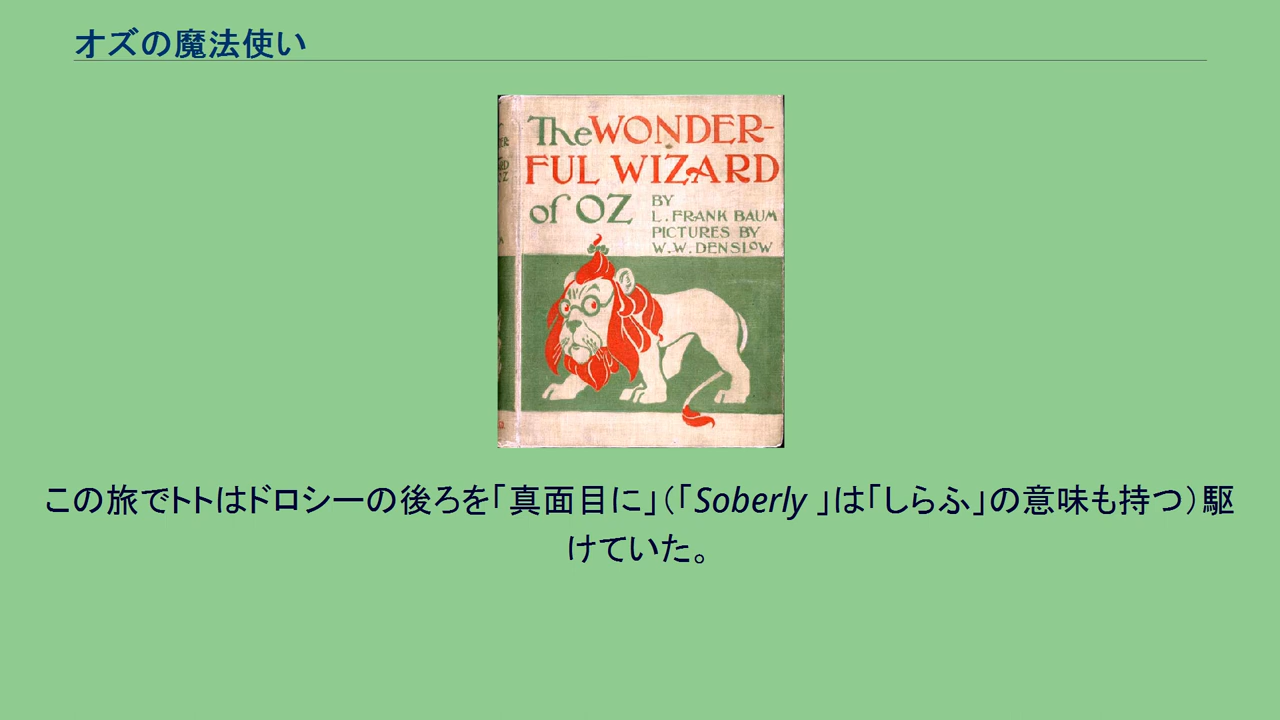 オズの魔法使い
The WONDER-
FUL WIZARD
of OZ
BY
L. FRANK BAUM
PICTURES BY
W.W. DENSLOW
この旅でトトはドロシーの後ろを｢真面目に｣（｢Soberly ｣は｢しらふ｣の意味も持つ）駆
けていた。